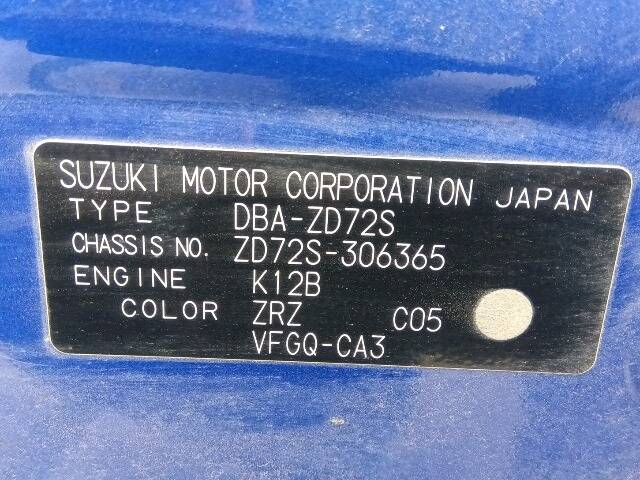 SUZUKI MOTOR CORPORATION JAPAN
TYPE DBA-ZD72S
CHASSIS NO. ZD72S-306365
ENGINE K12B
COLOR ZRZ C05
VFGQ-CA3